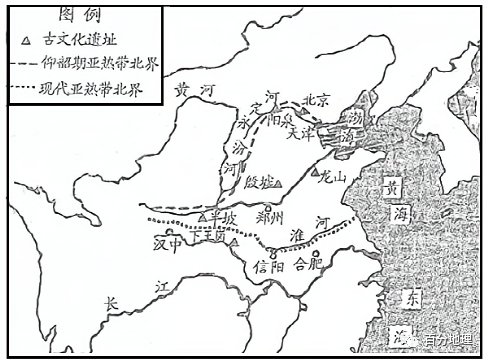 图例
古文化遗址
仰韶期亚热带北界
现代亚热带北界
黄河
永定河
北京
阳泉
天津
渤海
汾河
殷墟
龙山
黄海
半坡
郑州
汉中
下王岗
淮河
信阳
合肥
长江
东海
百分地理